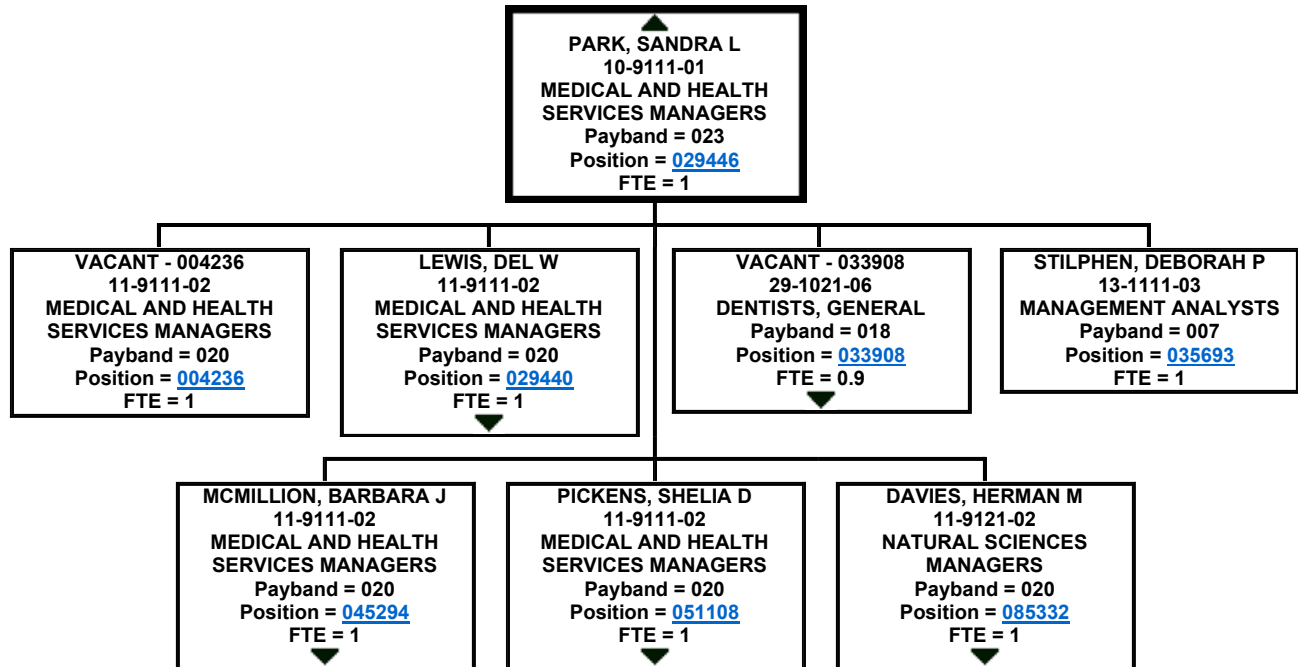 PARK, SANDRA L
10-9111-01
MEDICAL AND HEALTH
SERVICES MANAGERS
Payband = 023
Position = 029446
FTE = 1
VACANT - 004236
11-9111-02
MEDICAL AND HEALTH
SERVICES MANAGERS
Payband = 020
Position = 004236
FTE = 1
LEWIS, DEL W
11-9111-02
MEDICAL AND HEALTH
SERVICES MANAGERS
Payband = 020
Position = 029440
FTE = 1
VACANT - 033908
29-1021-06
DENTISTS, GENERAL
Payband = 018
Position = 033908
FTE = 0.9
STILPHEN, DEBORAH P
13-1111-03
MANAGEMENT ANALYSTS
Payband = 007
Position = 035693
FTE = 1
MCMILLION, BARBARA J
11-9111-02
MEDICAL AND HEALTH
SERVICES MANAGERS
Payband = 020
Position = 045294
FTE = 1
PICKENS, SHELIA D
11-9111-02
MEDICAL AND HEALTH
SERVICES MANAGERS
Payband = 020
Position = 051108
FTE = 1
DAVIES, HERMAN M
11-9121-02
NATURAL SCIENCES
MANAGERS
Payband = 020
Position = 085332
FTE = 1